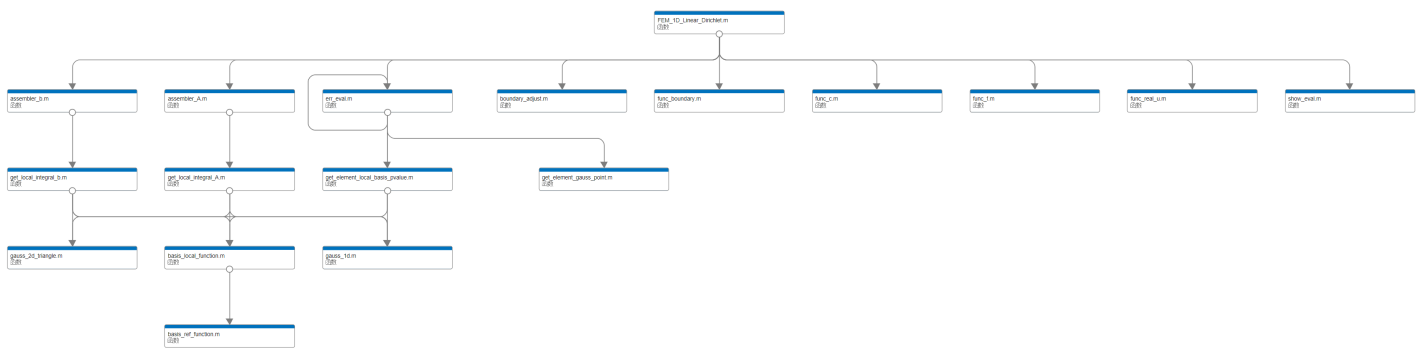 FEM_1D_Linear_Dirichlet.m
函数
assembler_b.m
函数
assembler_A.m
函数
err_eval.m
函数
boundary_adjust.m
函数
func_boundary.m
函数
func_c.m
函数
func_f.m
函数
func_real_u.m
函数
show_eval.m
函数
get_local_integral_b.m
函数
get_local_integral_A.m
函数
get_element_local_basis_pvalue.m
函数
get_element_gauss_point.m
函数
gauss_2d_triangle.m
函数
basis_local_function.m
函数
gauss_1d.m
函数
basis_ref_function.m
函数